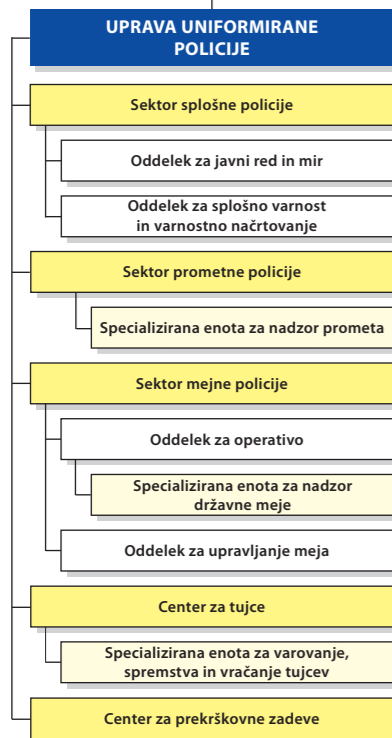 UPRAVA UNIFORMIRANE
POLICIJE
Sektor splošne policije
Oddelek za javni red in mir
Oddelek za splošno varnost
in varnostno načrtovanje
Sektor prometne policije
Specializirana enota za nadzor prometa
Sektor mejne policije
Oddelek za operativo
Specializirana enota za nadzor
državne meje
Oddelek za upravljanje meja
Center za tujce
Specializirana enota za varovanje,
spremstva in vračanje tujcev
Center za prekrškovne zadeve